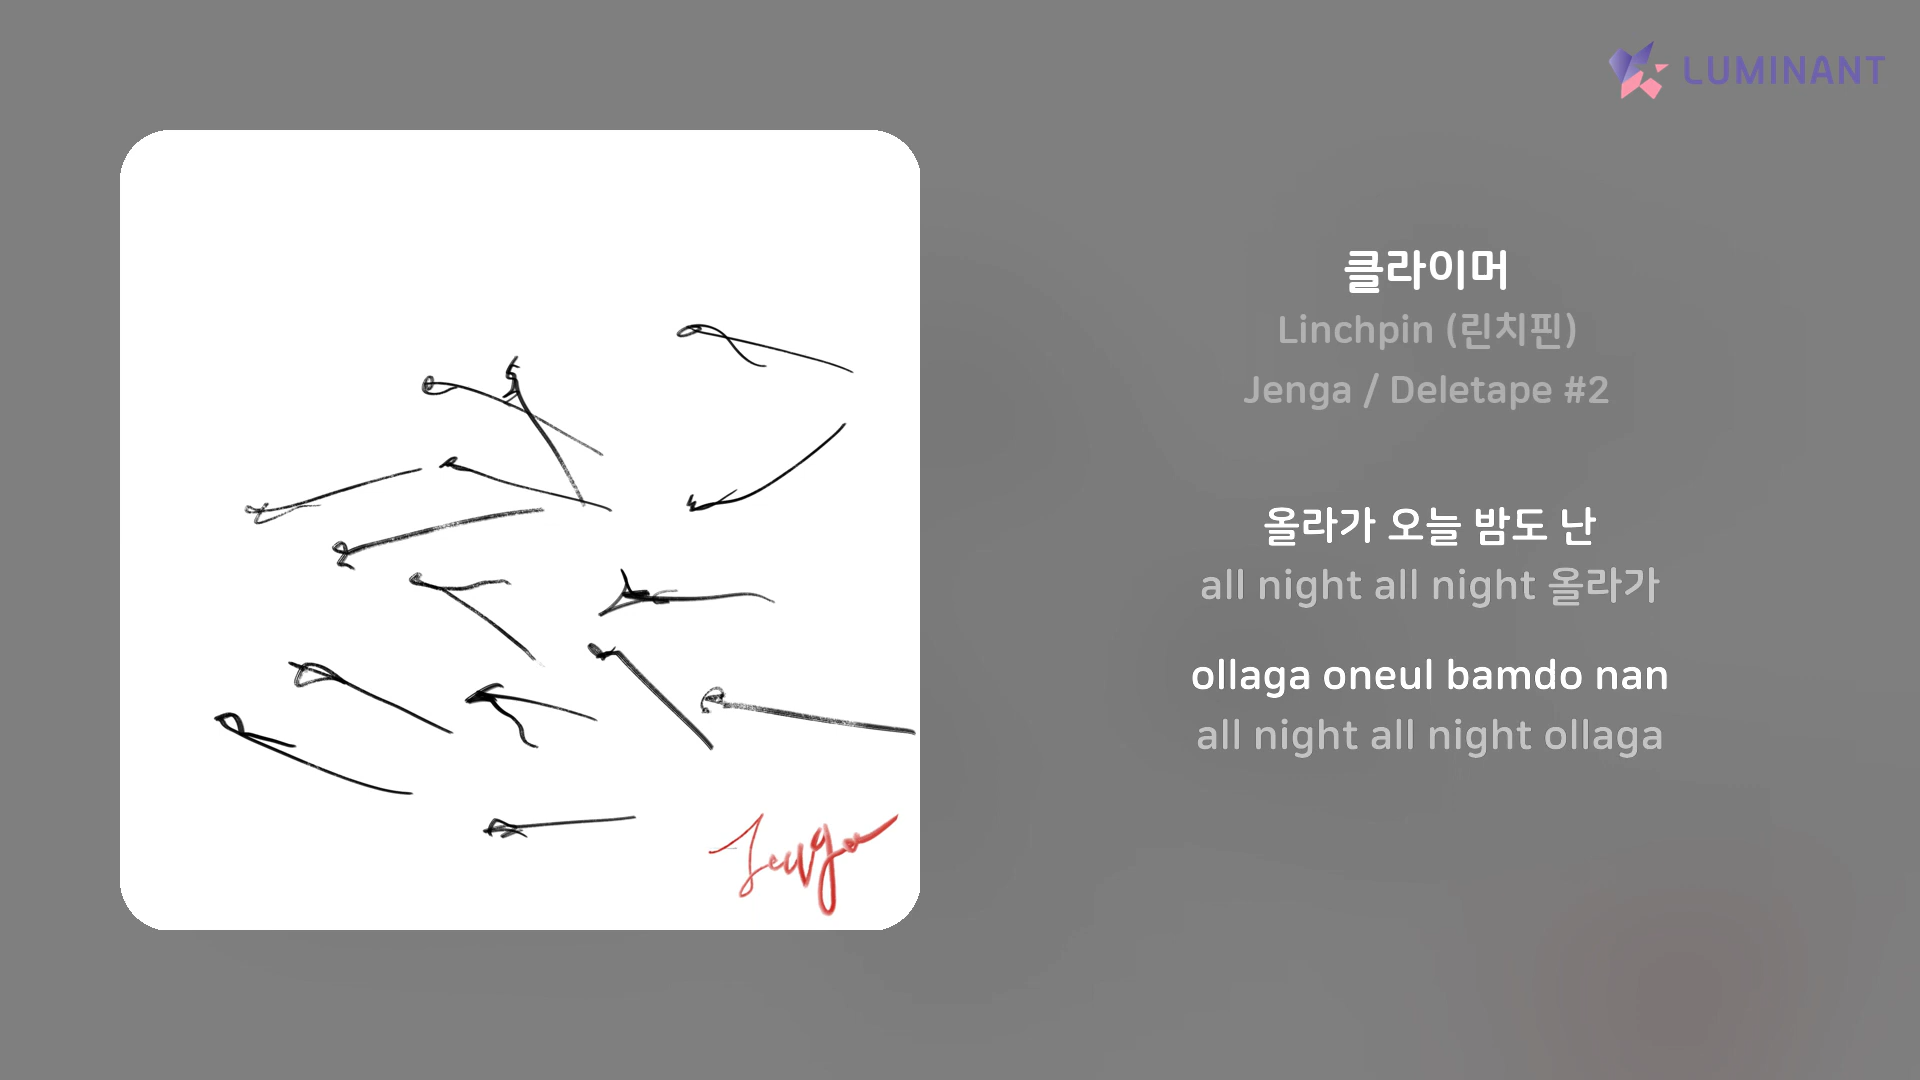 LUMINANT
클라이머
Linchpin (린치핀)
Jenga / Deletape #2
올라가 오늘 밤도 난
all night all night 올라가
ollaga oneul bamdo nan
all night all night ollaga
Jenga